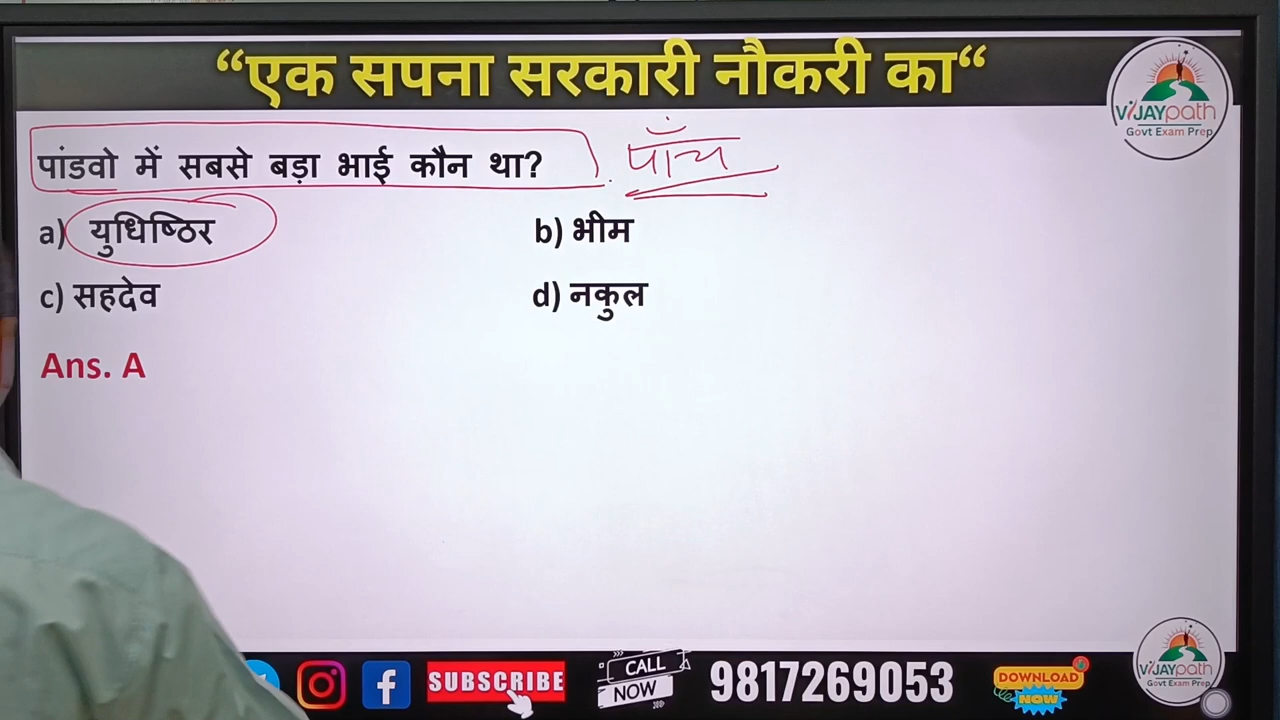 “एक सपना सरकारी नौकरी का“
VIJAYpath
Govt Exam Prep
पांडवो में सबसे बड़ा भाई कौन था?
पाँच
a) युधिष्ठिर
b) भीम
c) सहदेव
d) नकुल
Ans. A
SUBSCRIBE
CALL
NOW
9817269053
DOWNLOAD
NOW
VIJAYpath
Govt Exam Prep